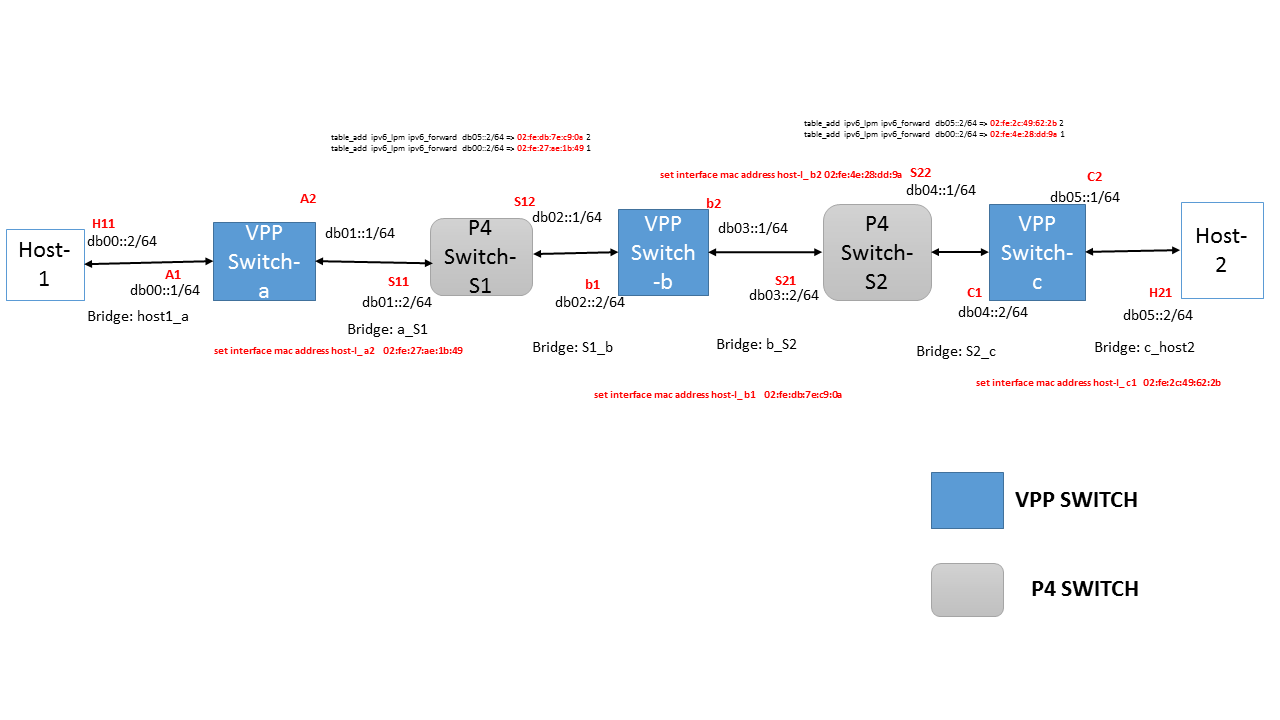 table_add ipv6_lpm ipv6_forward db05::2/64 => 02:fe:2c:49:62:2b 2
table_add ipv6_lpm ipv6_forward db00::2/64 => 02:fe:4e:28:dd:9a 1
table_add ipv6_lpm ipv6_forward db05::2/64 => 02:fe:db:7e:c9:0a 2
table_add ipv6_lpm ipv6_forward db00::2/64 => 02:fe:27:ae:1b:49 1
set interface mac address host-I_b2 02:fe:4e:28:dd:9a
S22
db04::1/64
C2
db05::1/64
A2
S12
db02::1/64
b2
db03::1/64
H11
db00::2/64
db01::1/64
Host-
1
VPP
Switch-
a
P4
Switch-
S1
VPP
Switch
-b
P4
Switch-
S2
VPP
Switch-
c
Host-
2
A1
db00::1/64
S11
db01::2/64
b1
db02::2/64
S21
db03::2/64
C1
db04::2/64
H21
db05::2/64
Bridge: host1_a
Bridge: a_S1
Bridge: S1_b
Bridge: b_S2
Bridge: S2_c
Bridge: c_host2
set interface mac address host-I_a2 02:fe:27:ae:1b:49
set interface mac address host-I_b1 02:fe:db:7e:c9:0a
set interface mac address host-I_c1 02:fe:2c:49:62:2b
VPP SWITCH
P4 SWITCH